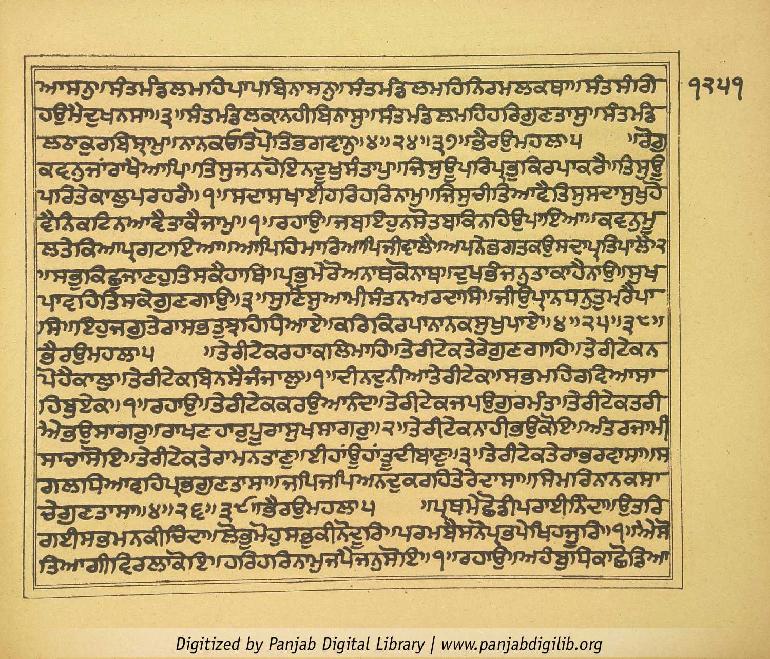 ਆਸਨੁ॥ਸੰਤਮੰਡਲਮਹਿਪਾਪਬਿਨਾਸਨੁ॥ਸੰਤਮੰਡਲਮਹਿਨਿਰਮਲਕਥਾ॥ਸੰਤਸੰਗਿ
੧੨੫੧
ਹਉਮੈਦੁਖਨਸਾ॥੩॥ਸੰਤਮੰਡਲਕਾਨਹੀਬਿਨਾਸੁ॥ਸੰਤਮੰਡਲਮਹਿਹਰਿਗੁਣਤਾਸੁ॥ਸੰਤਮੰਡ
ਲਠਾਕੁਰਬਿਸ੍ਰਾਮੁ॥ਨਾਨਕਓਤਿਪੋਤਿਭਗਵਾਨੁ॥੪॥੨੪॥੩੭॥ਭੈਰਉਮਹਲਾ੫ ॥ਰੋਗੁ
ਕਵਨੁਜਾਂਰਾਖੈਆਪਿ॥ਤਿਸੁਜਨਹੋਇਨਦੂਖੁਸੰਤਾਪੁ॥ਜਿਸੁਊਪਰਿਪ੍ਰਭੁਕਿਰਪਾਕਰੈ॥ਤਿਸੁਊ
ਪਰਿਤੇਕਾਲੁਪਰਹਰੈ॥੧॥ਸਦਾਸਖਾਈਹਰਿਹਰਿਨਾਮੁ॥ਜਿਸੁਚੀਤਿਆਵੈਤਿਸੁਸਦਾਸੁਖੁਹੋ
ਵੈਨਿਕਟਿਨਆਵੈਤਾਕੈਜਾਮੁ॥੧॥ਰਹਾਉ॥ਜਬਇਹੁਨਸੋਤਬਕਿਨਹਿਉਪਾਇਆ॥ਕਵਨਮੂ
ਲਤੇਕਿਆਪ੍ਰਗਟਾਇਆ॥ਆਪਹਿਮਾਰਿਆਪਿਜੀਵਾਲੈ॥ਅਪਨੇਭਗਤਕਉਸਦਾਪ੍ਰਤਿਪਾਲੈ॥੨
॥ਸਭਕਿਛੁਜਾਣਹੁਤਿਸਕੈਹਾਥਿ॥ਪ੍ਰਭੁਮੇਰੋਅਨਾਥਕੋਨਾਥ॥ਦੁਖਭੰਜਨੁਤਾਕਾਹੈਨਾਉ॥ਸੁਖ
ਪਾਵਹਿਤਿਸਕੇਗੁਣਗਾਉ॥੩॥ਸੁਣਿਸੁਆਮੀਸੰਤਨਅਰਦਾਸਿ॥ਜੀਉਪ੍ਰਾਨਧਨੁਤੁਮਰੈਪਾ
ਸਿ॥ਇਹੁਜਗੁਤੇਰਾਸਭਤੁਝਹਿਧਿਆਏ॥ਕਰਿਕਿਰਪਾਨਾਨਕਸੁਖੁਪਾਏ॥੪॥੨੫॥੩੮॥
ਭੈਰਉਮਹਲਾ੫ ॥ਤੇਰੀਟੇਕਰਹਾਕਲਿਮਾਹਿ॥ਤੇਰੀਟੇਕਤੇਰੇਗੁਣਗਾਹਿ॥ਤੇਰੀਟੇਕਨ
ਪੋਹੈਕਾਲੁ॥ਤੇਰੀਟੇਕਬਿਨਸੈਜੰਜਾਲੁ॥੧॥ਦੀਨਦੁਨੀਆਤੇਰੀਟੇਕ॥ਸਭਮਹਿਰਵਿਆਸਾ
ਹਿਬੁਏਕ॥੧॥ਰਹਾਉ॥ਤੇਰੀਟੇਕਕਰਉਆਨੰਦ॥ਤੇਰੀਟੇਕਜਪਉਗੁਰਮੰਤ॥ਤੇਰੀਟੇਕਤਰੀ
ਐਭਉਸਾਗਰੁ॥ਰਾਖਣਹਾਰੁਪੂਰਾਸੁਖਸਾਗਰੁ॥੨॥ਤੇਰੀਟੇਕਨਾਹੀਭਉਕੋਇ॥ਅੰਤਰਜਾਮੀ
ਸਾਚਾਸੋਇ॥ਤੇਰੀਟੇਕਤੇਰਾਮਨਤਾਣੁ॥ਈਹਾਂਊਹਾਂਤੂਦੀਬਾਣੁ॥੩॥ਤੇਰੀਟੇਕਤੇਰਾਭਰਵਾਸਾ॥ਸ
ਗਲਧਿਆਵਹਿਪ੍ਰਭਗੁਣਤਾਸਾ॥ਜਪਿਜਪਿਅਨਦੁਕਰਹਿਤੇਰੇਦਾਸਾ॥ਸਿਮਰਿਨਾਨਕਸਾ
ਚੇਗੁਣਤਾਸਾ॥੪॥੨੬॥੩੯॥ਭੈਰਉਮਹਲਾ੫ ॥ਪ੍ਰਥਮੇਛੋਡੀਪਰਾਈਨਿੰਦਾ॥ਉਤਰਿ
ਗਈਸਭਮਨਕੀਚਿੰਦਾ॥ਲੋਭੁਮੋਹੁਸਭੁਕੀਨੋਦੂਰਿ॥ਪਰਮਬੈਸਨੋਪ੍ਰਭਪੇਖਿਹਜੂਰਿ॥੧॥ਐਸੋ
ਤਿਆਗੀਵਿਰਲਾਕੋਇ॥ਹਰਿਹਰਿਨਾਮੁਜਪੈਜਨੁਸੋਇ॥੧॥ਰਹਾਉ॥ਅਹੰਬੁਧਿਕਾਛੋਡਿਆ
Digitized by Panjab Digital Library | www.panjabdigilib.org